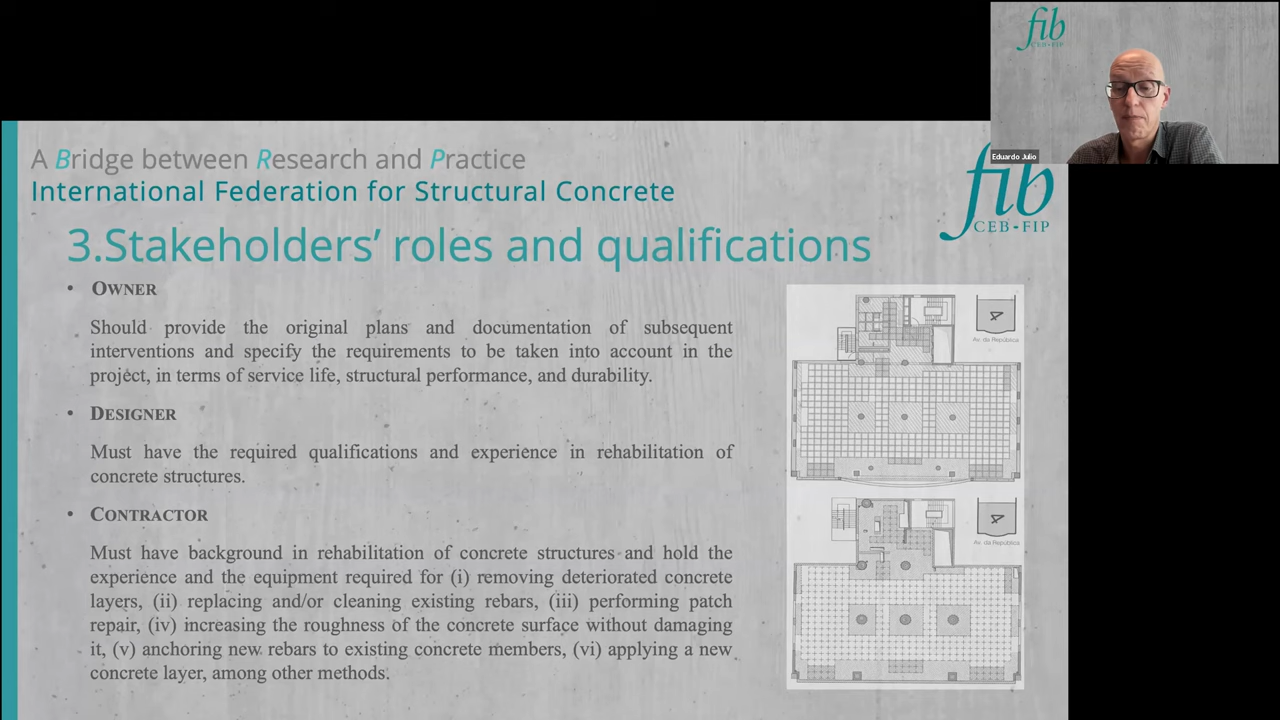 fib
CEB-FIP
Eduardo Julio
A Bridge between Research and Practice
International Federation for Structural Concrete
fib
CEB-FIP
3.Stakeholders’ roles and qualifications
• OWNER
Should provide the original plans and documentation of subsequent
interventions and specify the requirements to be taken into account in the
project, in terms of service life, structural performance, and durability.
• DESIGNER
Must have the required qualifications and experience in rehabilitation of
concrete structures.
• CONTRACTOR
Must have background in rehabilitation of concrete structures and hold the
experience and the equipment required for (i) removing deteriorated concrete
layers, (ii) replacing and/or cleaning existing rebars, (iii) performing patch
repair, (iv) increasing the roughness of the concrete surface without damaging
it, (v) anchoring new rebars to existing concrete members, (vi) applying a new
concrete layer, among other methods.
4
Av. da República
4
Av. da República